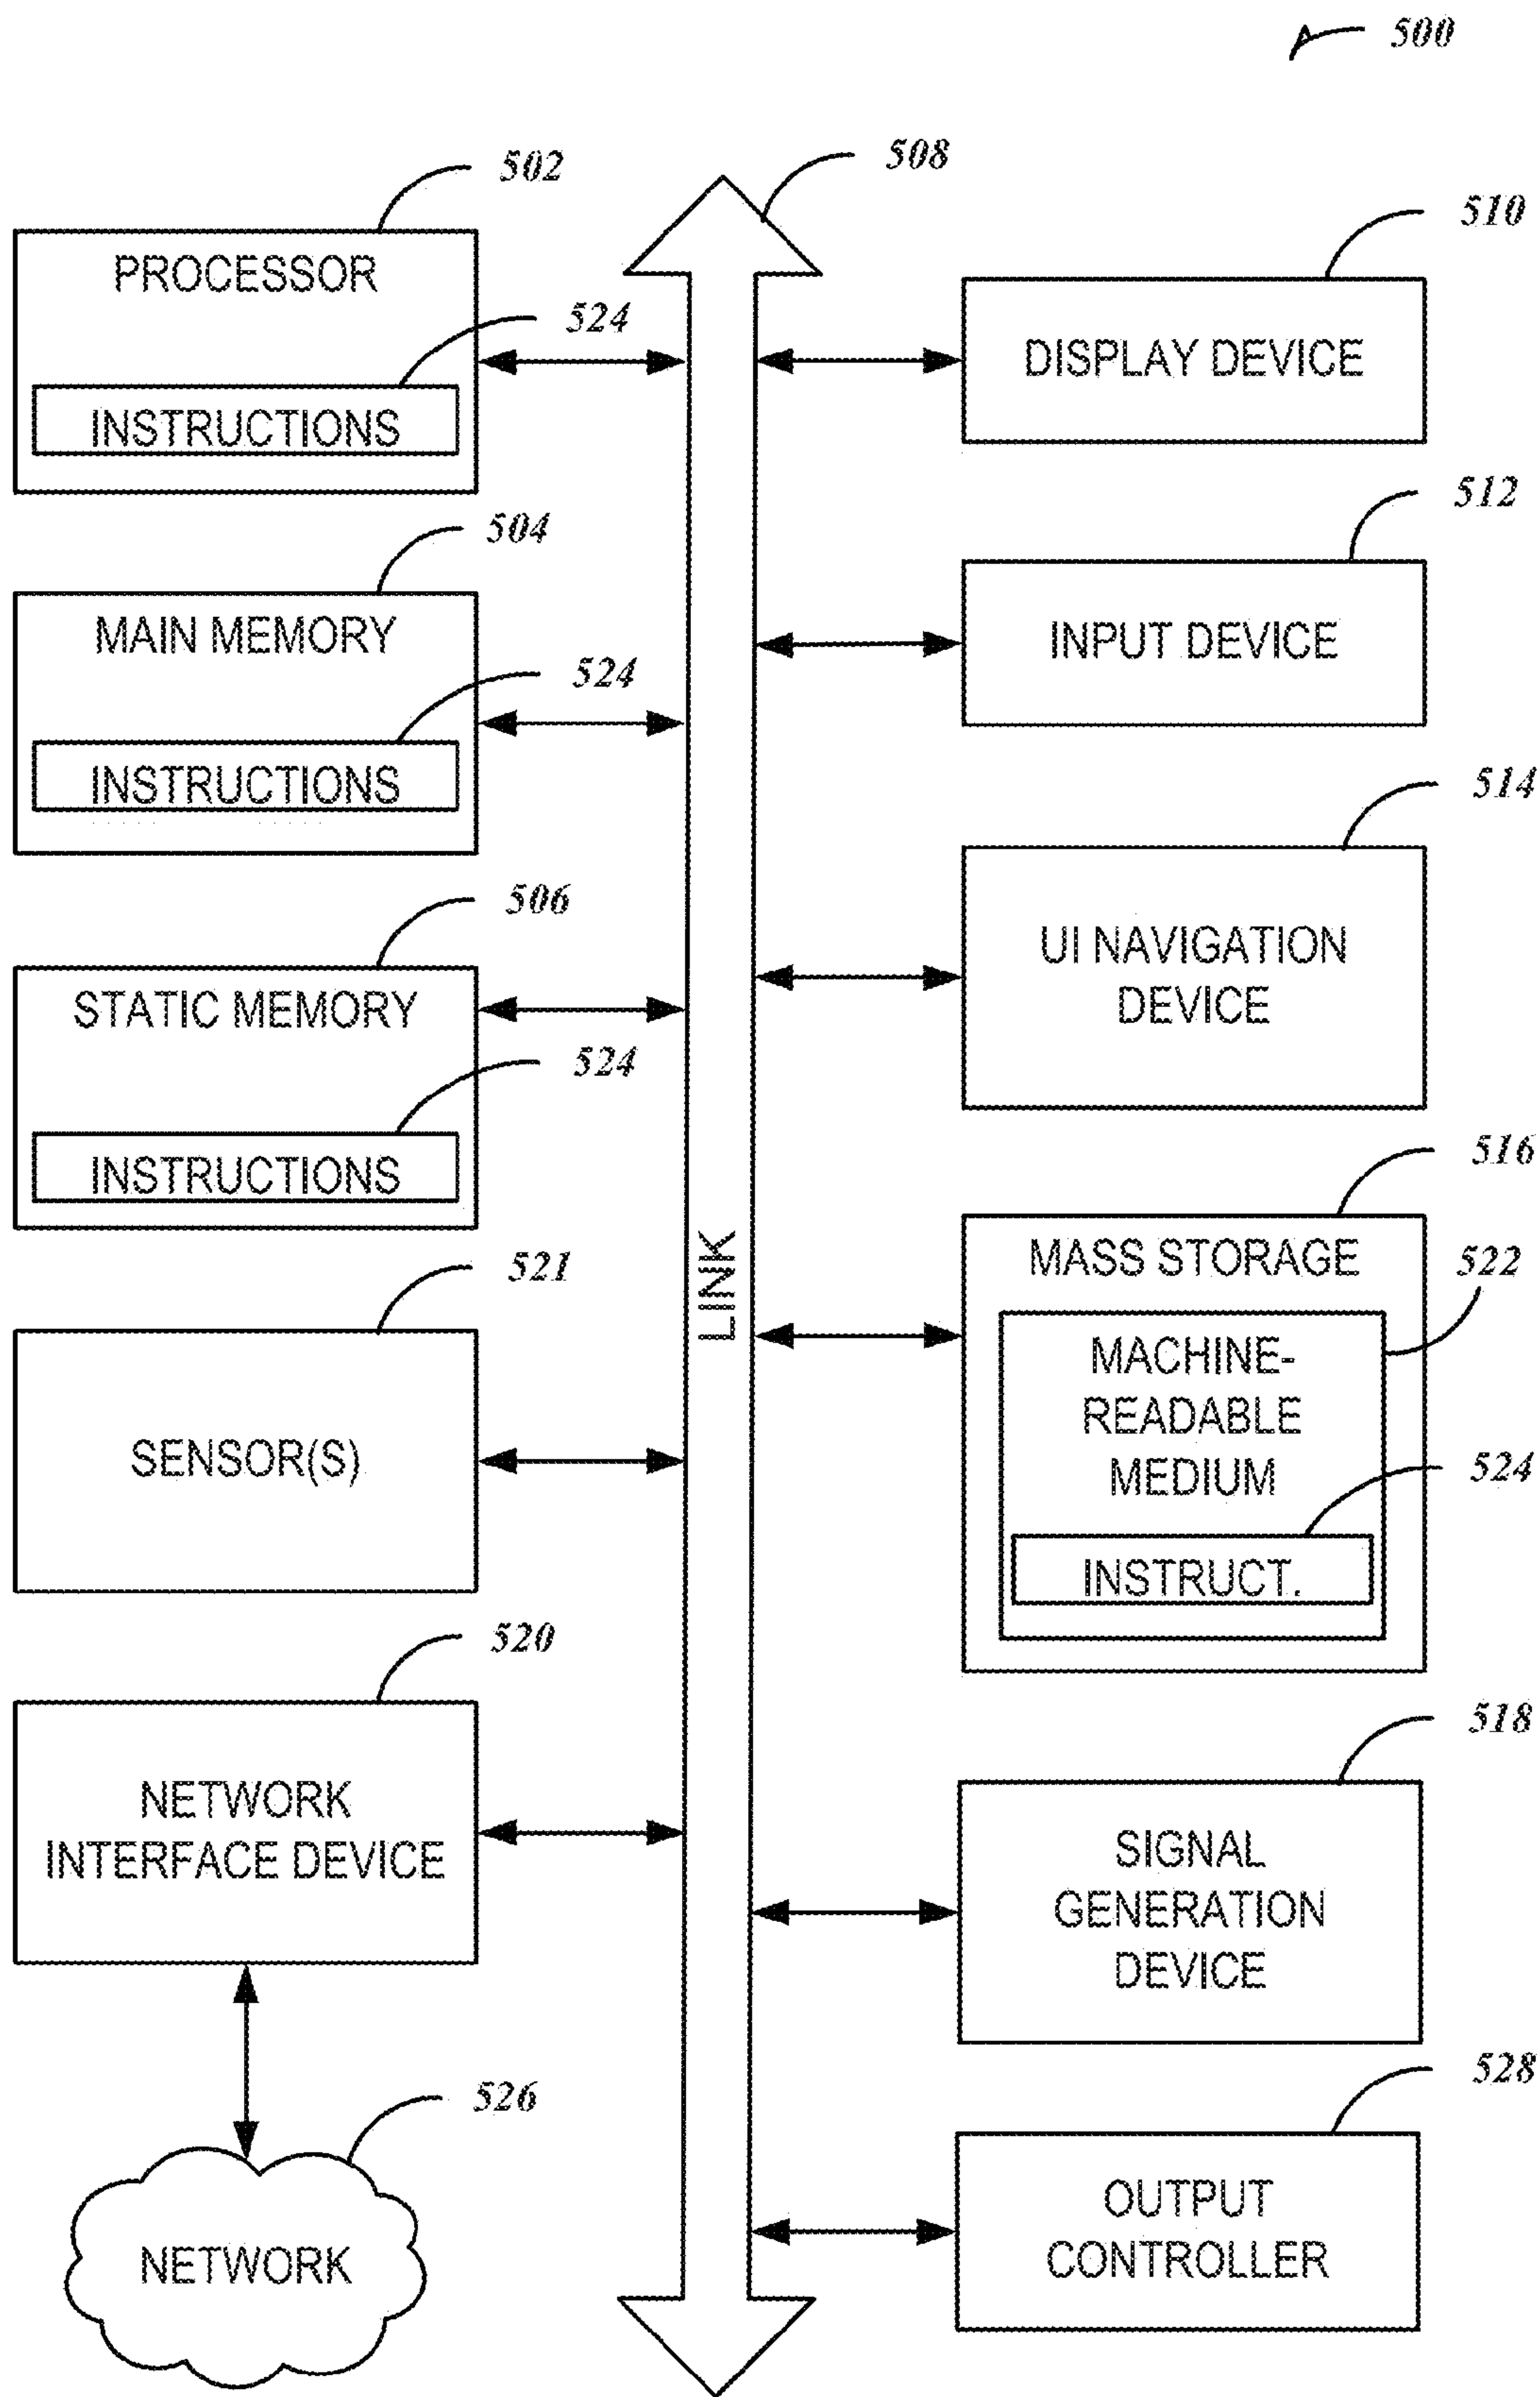 500
508
502
PROCESSOR
524
INSTRUCTIONS
504
MAIN MEMORY
524
INSTRUCTIONS
506
STATIC MEMORY
524
INSTRUCTIONS
521
SENSOR(S)
520
NETWORK
INTERFACE DEVICE
526
NETWORK
LINK
510
DISPLAY DEVICE
512
INPUT DEVICE
514
UI NAVIGATION
DEVICE
516
MASS STORAGE
522
MACHINE-
READABLE
MEDIUM
524
INSTRUCT.
518
SIGNAL
GENERATION
DEVICE
528
OUTPUT
CONTROLLER